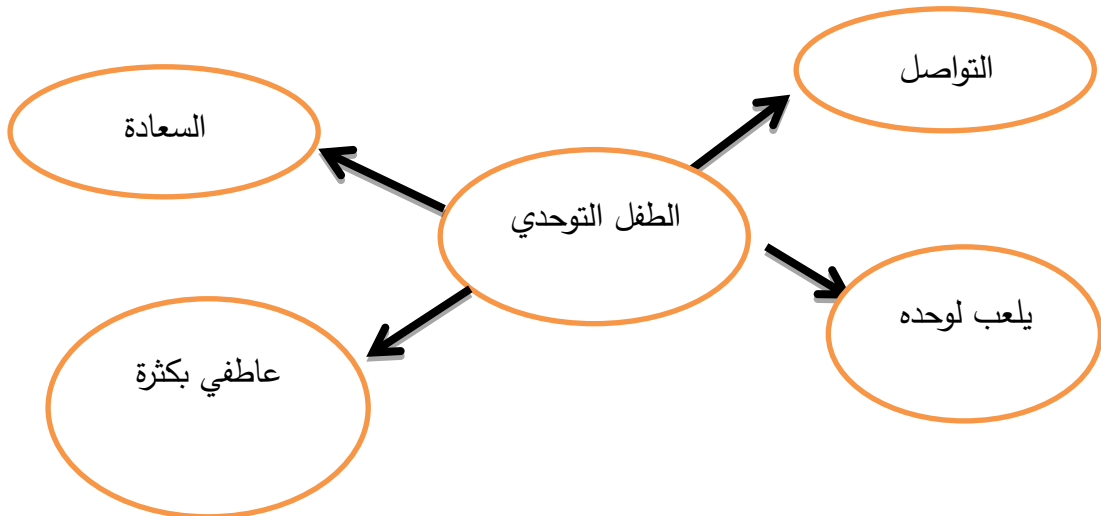 التواصل
السعادة
الطفل التوحدي
يلعب لوحده
عاطفي بكثرة